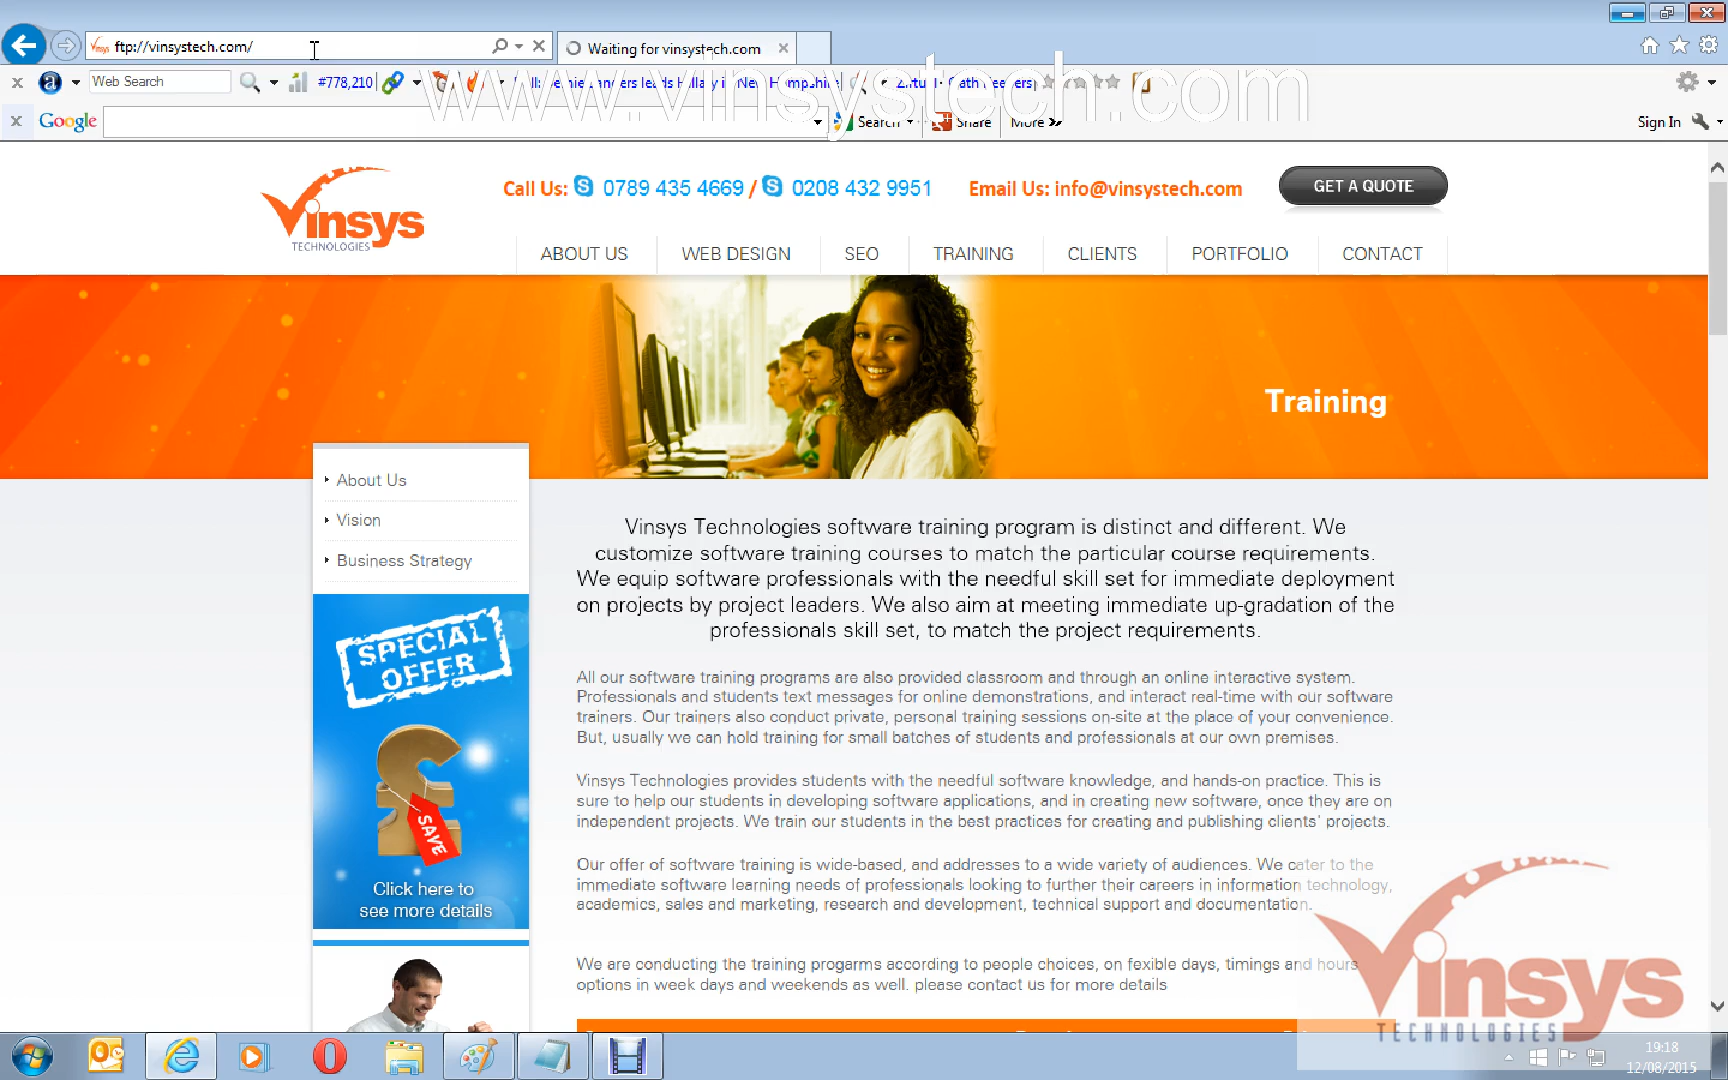 ftp://vinsystech.com/
Waiting for vinsystech.com
Web Search
#778,210
www.vinsystech.com
Google
Search
Share
More
Sign In
Vinsys
TECHNOLOGIES
Call Us: 0789 435 4669 / 0208 432 9951
Email Us: info@vinsystech.com
GET A QUOTE
ABOUT US
WEB DESIGN
SEO
TRAINING
CLIENTS
PORTFOLIO
CONTACT
Training
About Us
Vision
Business Strategy
SPECIAL
OFFER
SAVE
Click here to
see more details
Vinsys Technologies software training program is distinct and different. We
customize software training courses to match the particular course requirements.
We equip software professionals with the needful skill set for immediate deployment
on projects by project leaders. We also aim at meeting immediate up-gradation of the
professionals skill set, to match the project requirements.
All our software training programs are also provided classroom and through an online interactive system.
Professionals and students text messages for online demonstrations, and interact real-time with our software
trainers. Our trainers also conduct private, personal training sessions on-site at the place of your convenience.
But, usually we can hold training for small batches of students and professionals at our own premises.
Vinsys Technologies provides students with the needful software knowledge, and hands-on practice. This is
sure to help our students in developing software applications, and in creating new software, once they are on
independent projects. We train our students in the best practices for creating and publishing clients' projects.
Our offer of software training is wide-based, and addresses to a wide variety of audiences. We cater to the
immediate software learning needs of professionals looking to further their careers in information technology,
academics, sales and marketing, research and development, technical support and documentation.
We are conducting the training progarms according to people choices, on fexible days, timings and hours
options in week days and weekends as well. please contact us for more details
Vinsys
TECHNOLOGIES
19:18
12/08/2015